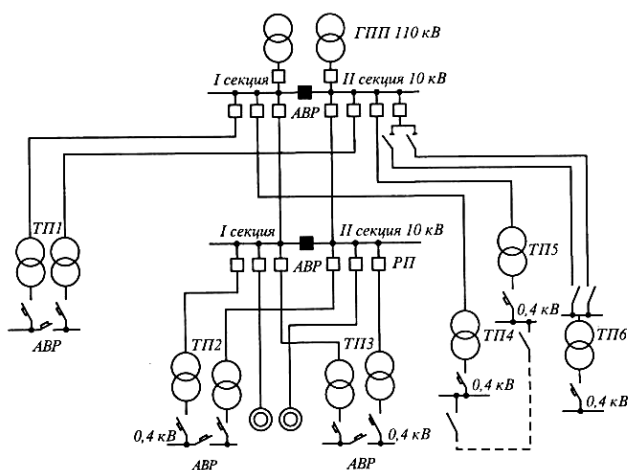 ГПП 110 кВ
I секция
II секция 10 кВ
АВР
ТП1
I секция
II секция 10 кВ
АВР
РП
ТП5
0,4 кВ
ТП2
ТП3
ТП4
ТП6
0,4 кВ
0,4 кВ
0,4 кВ
0,4 кВ
АВР
АВР
АВР